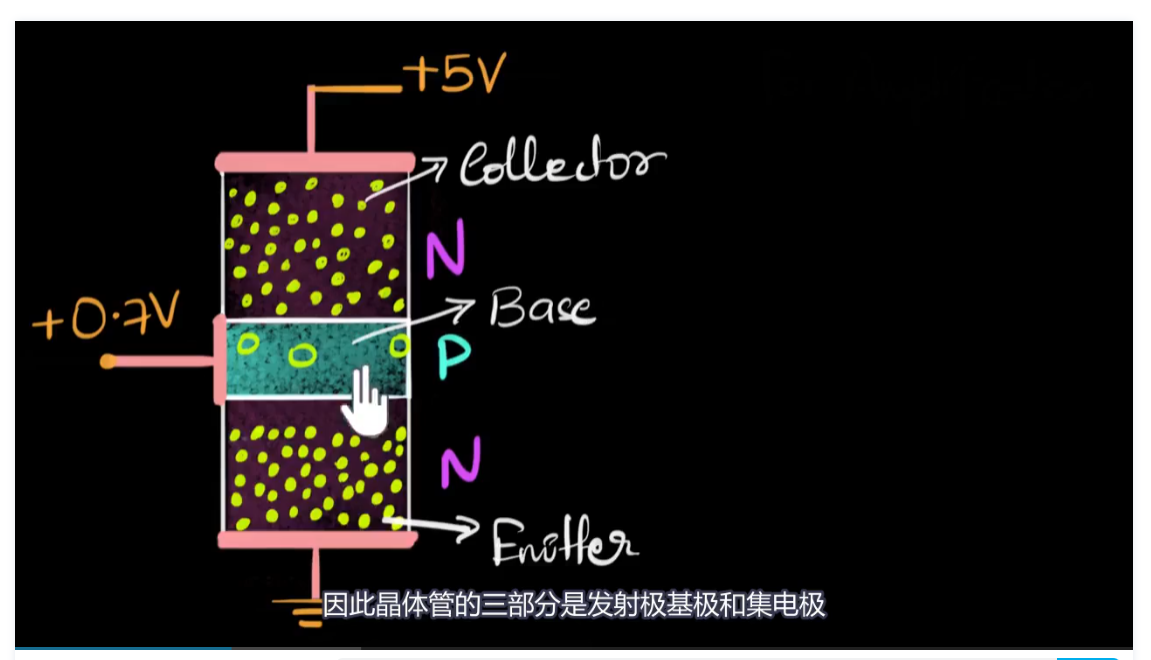 +5V
Collector
N
+0.7V
Base
P
N
Emitter
因此晶体管的三部分是发射极基极和集电极